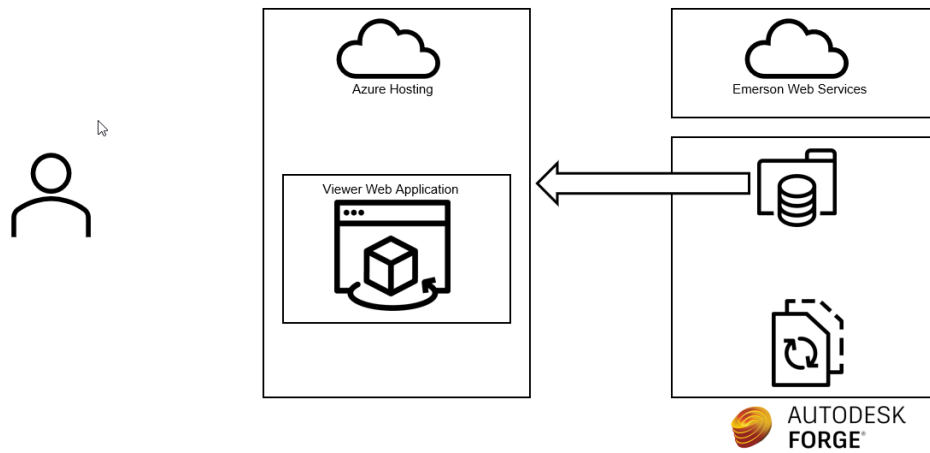 Azure Hosting
Emerson Web Services
Viewer Web Application
AUTODESK
FORGE®